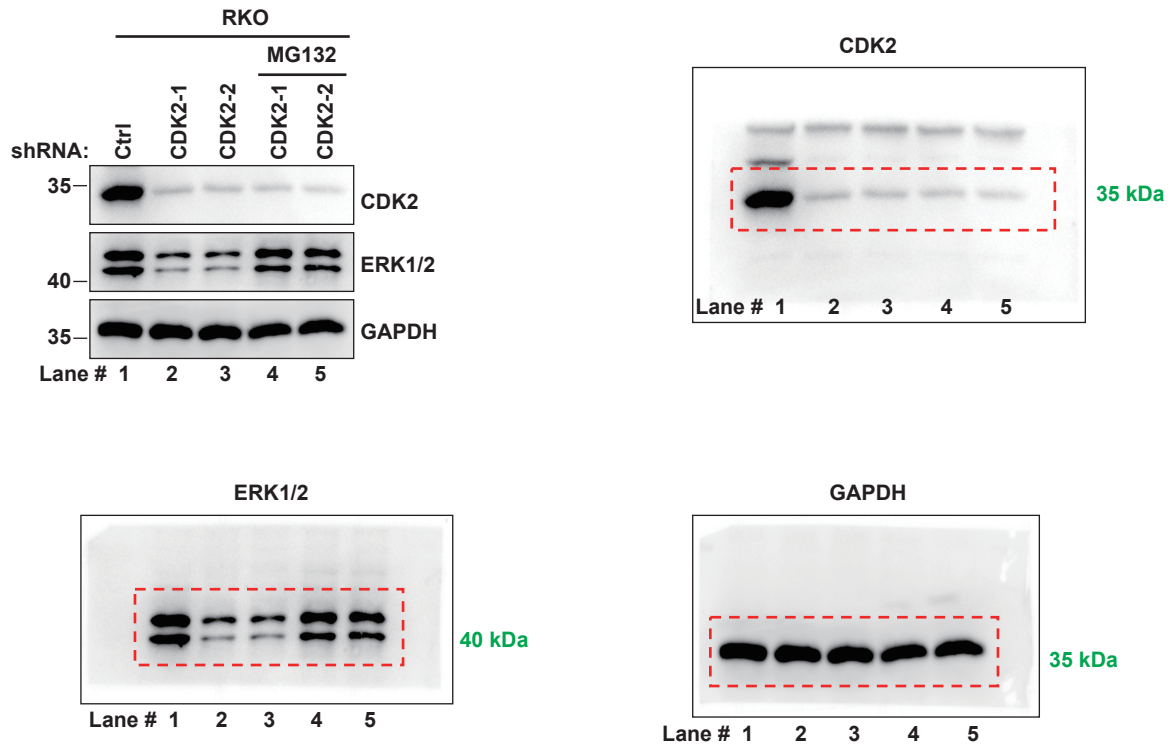 RKO
MG132
shRNA: Ctrl CDK2-1 CDK2-2 CDK2-1 CDK2-2
35
CDK2
ERK1/2
40
35
GAPDH
Lane # 1 2 3 4 5
CDK2
35 kDa
Lane # 1 2 3 4 5
ERK1/2
40 kDa
Lane # 1 2 3 4 5
GAPDH
35 kDa
Lane # 1 2 3 4 5